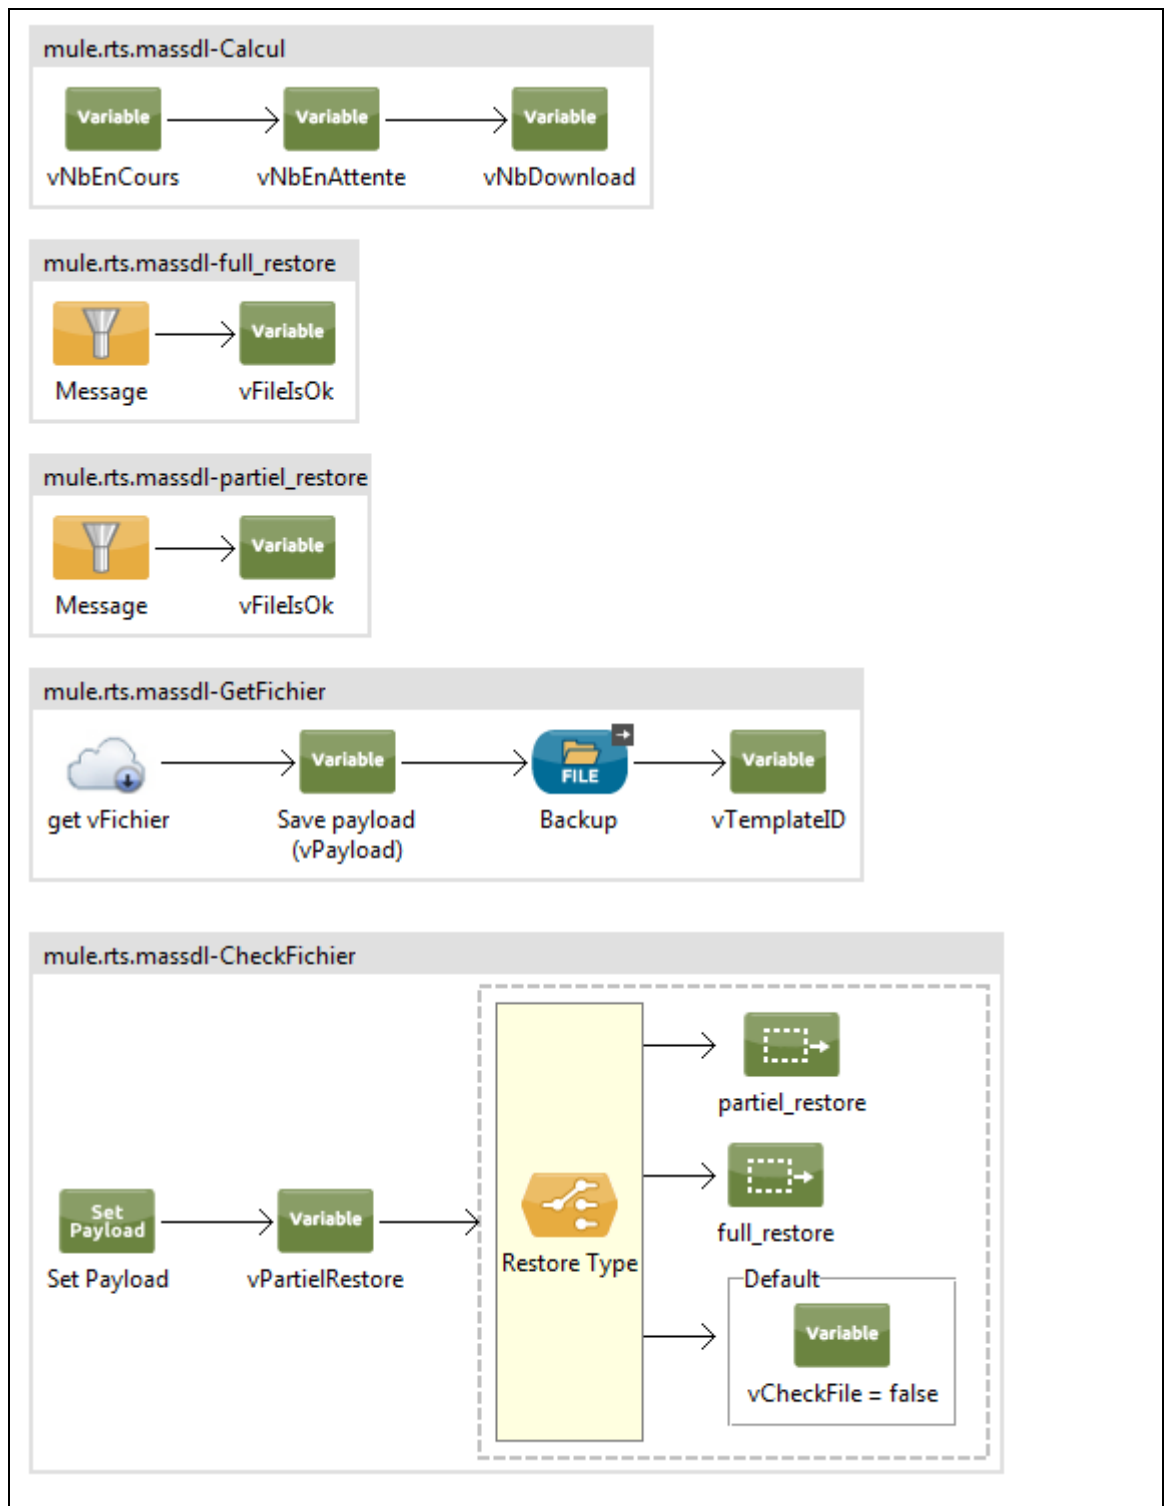 mule.rts.massdl-Calcul
Variable Variable Variable
vNbEnCours vNbEnAttente vNbDownload
mule.rts.massdl-full_restore
Variable
Message vFileIsOk
mule.rts.massdl-partiel_restore
Variable
Message vFileIsOk
mule.rts.massdl-GetFichier
Variable FILE Variable
get vFichier Save payload Backup vTemplateID
(vPayload)
mule.rts.massdl-CheckFichier
partiel_restore
full_restore
Set
Payload
Variable
Set Payload vPartielRestore
Restore Type
Default
Variable
vCheckFile = false